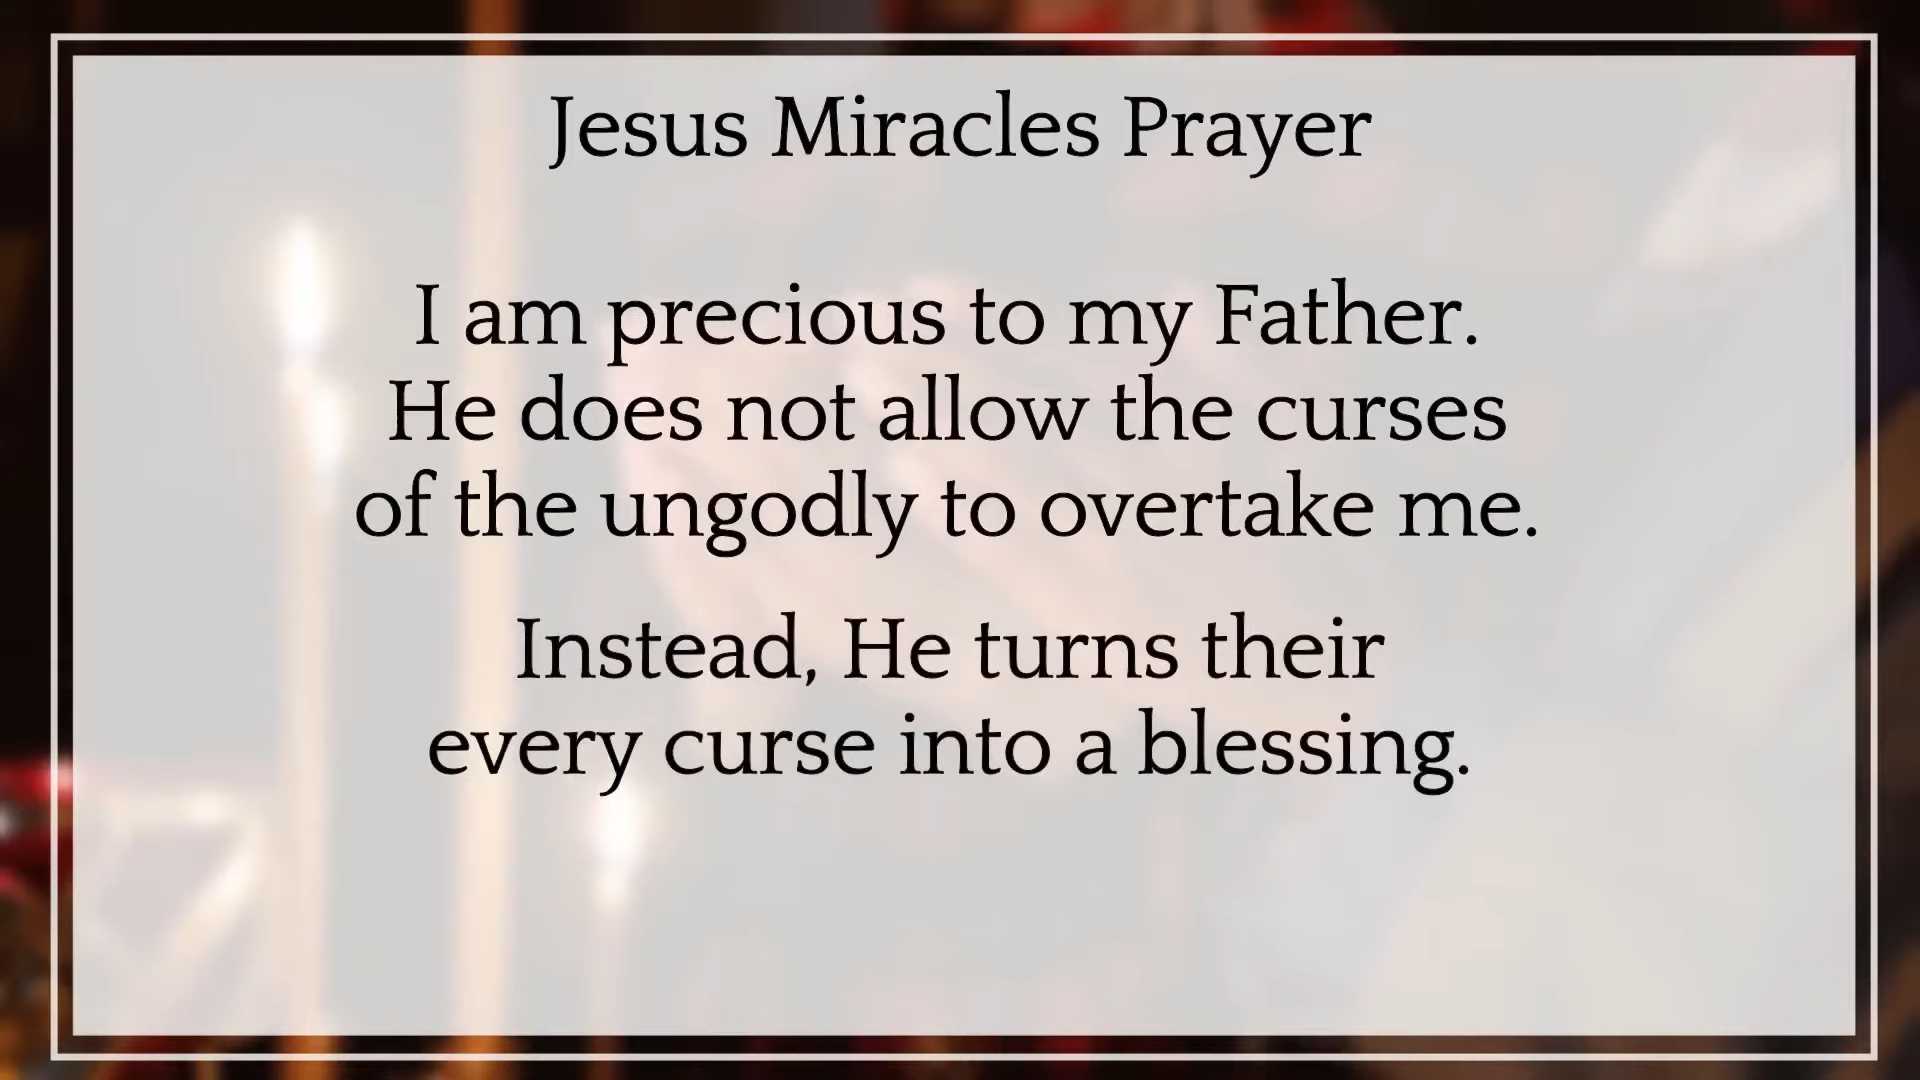 Jesus Miracles Prayer
I am precious to my Father.
He does not allow the curses
of the ungodly to overtake me.
Instead, He turns their
every curse into a blessing.